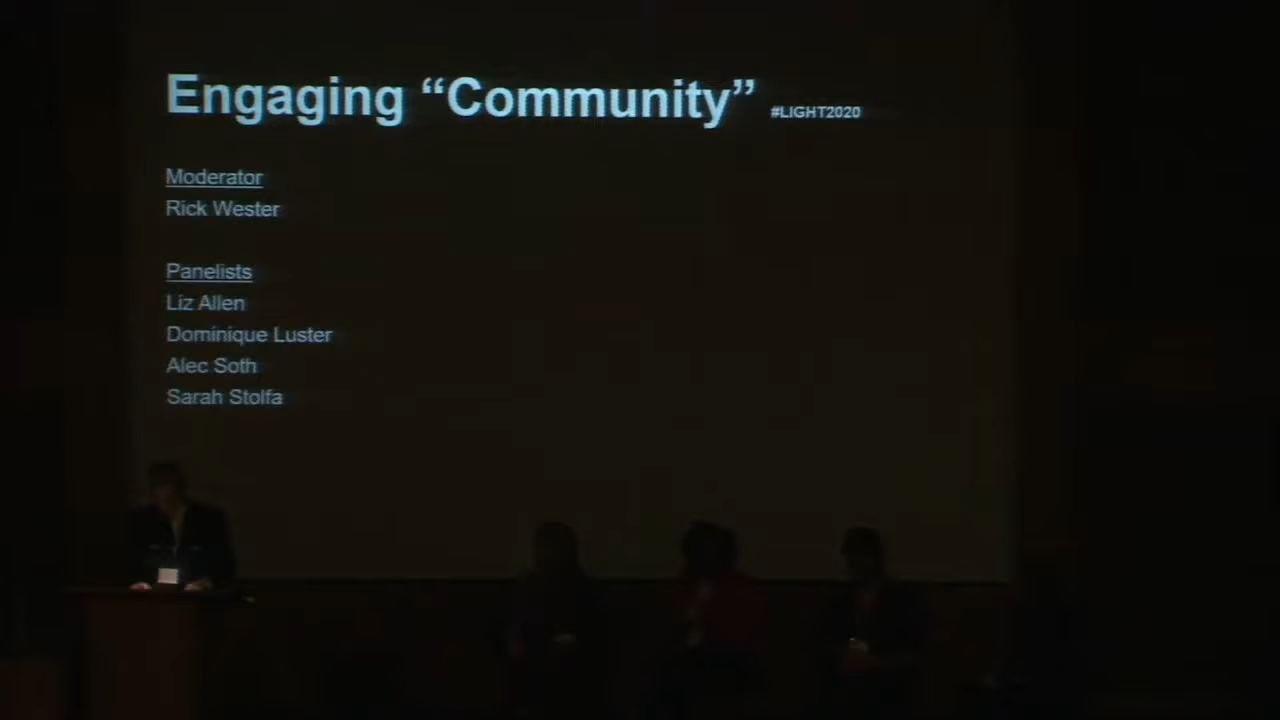 Engaging “Community” #LIGHT2020
Moderator
Rick Wester
Panelists
Liz Allen
Dominique Luster
Alec Soth
Sarah Stolfa